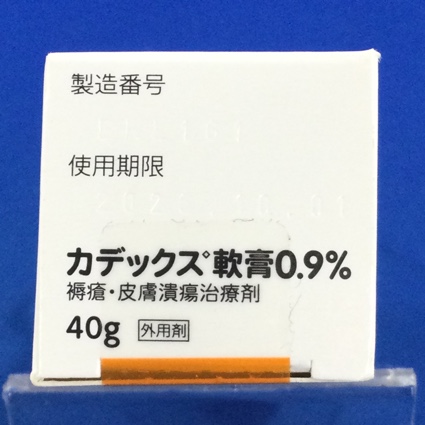 製造番号
使用期限
カデックス®軟膏0.9%
褥瘡・皮膚潰瘍治療剤
40g 外用剤